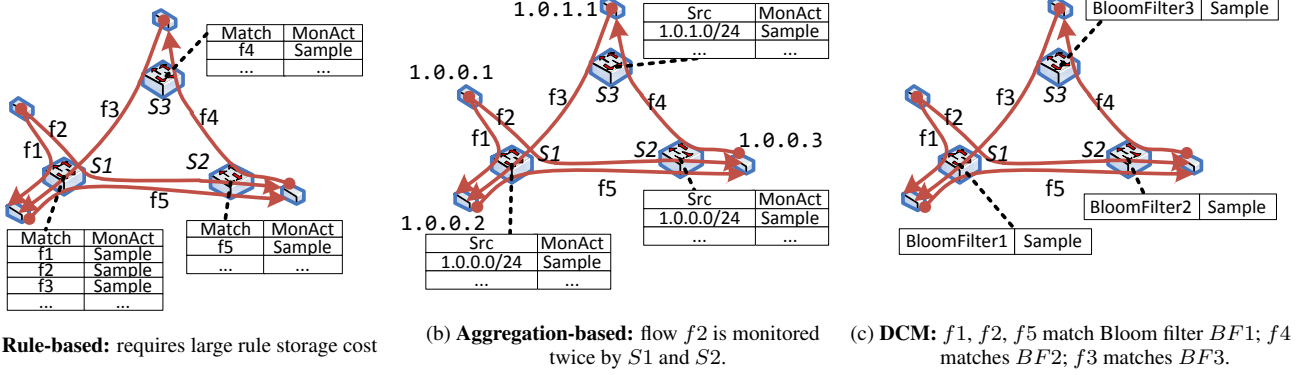 Match MonAct
f4 Sample
... ...
f3
S3
f4
f2
f1
S1
S2
f5
Match MonAct
f1 Sample
f2 Sample
f3 Sample
... ...
Match MonAct
f5 Sample
... ...
Rule-based: requires large rule storage cost
1.0.1.1
Src MonAct
1.0.1.0/24 Sample
... ...
1.0.0.1
f3
S3
f4
f2
f1
S1
S2
1.0.0.3
f5
1.0.0.2
Src MonAct
1.0.0.0/24 Sample
... ...
Src MonAct
1.0.0.0/24 Sample
... ...
(b) Aggregation-based: flow f2 is monitored
twice by S1 and S2.
BloomFilter3 Sample
f3
S3
f4
f2
f1
S1
S2
f5
BloomFilter2 Sample
BloomFilter1 Sample
(c) DCM: f1, f2, f5 match Bloom filter BF1; f4
matches BF2; f3 matches BF3.